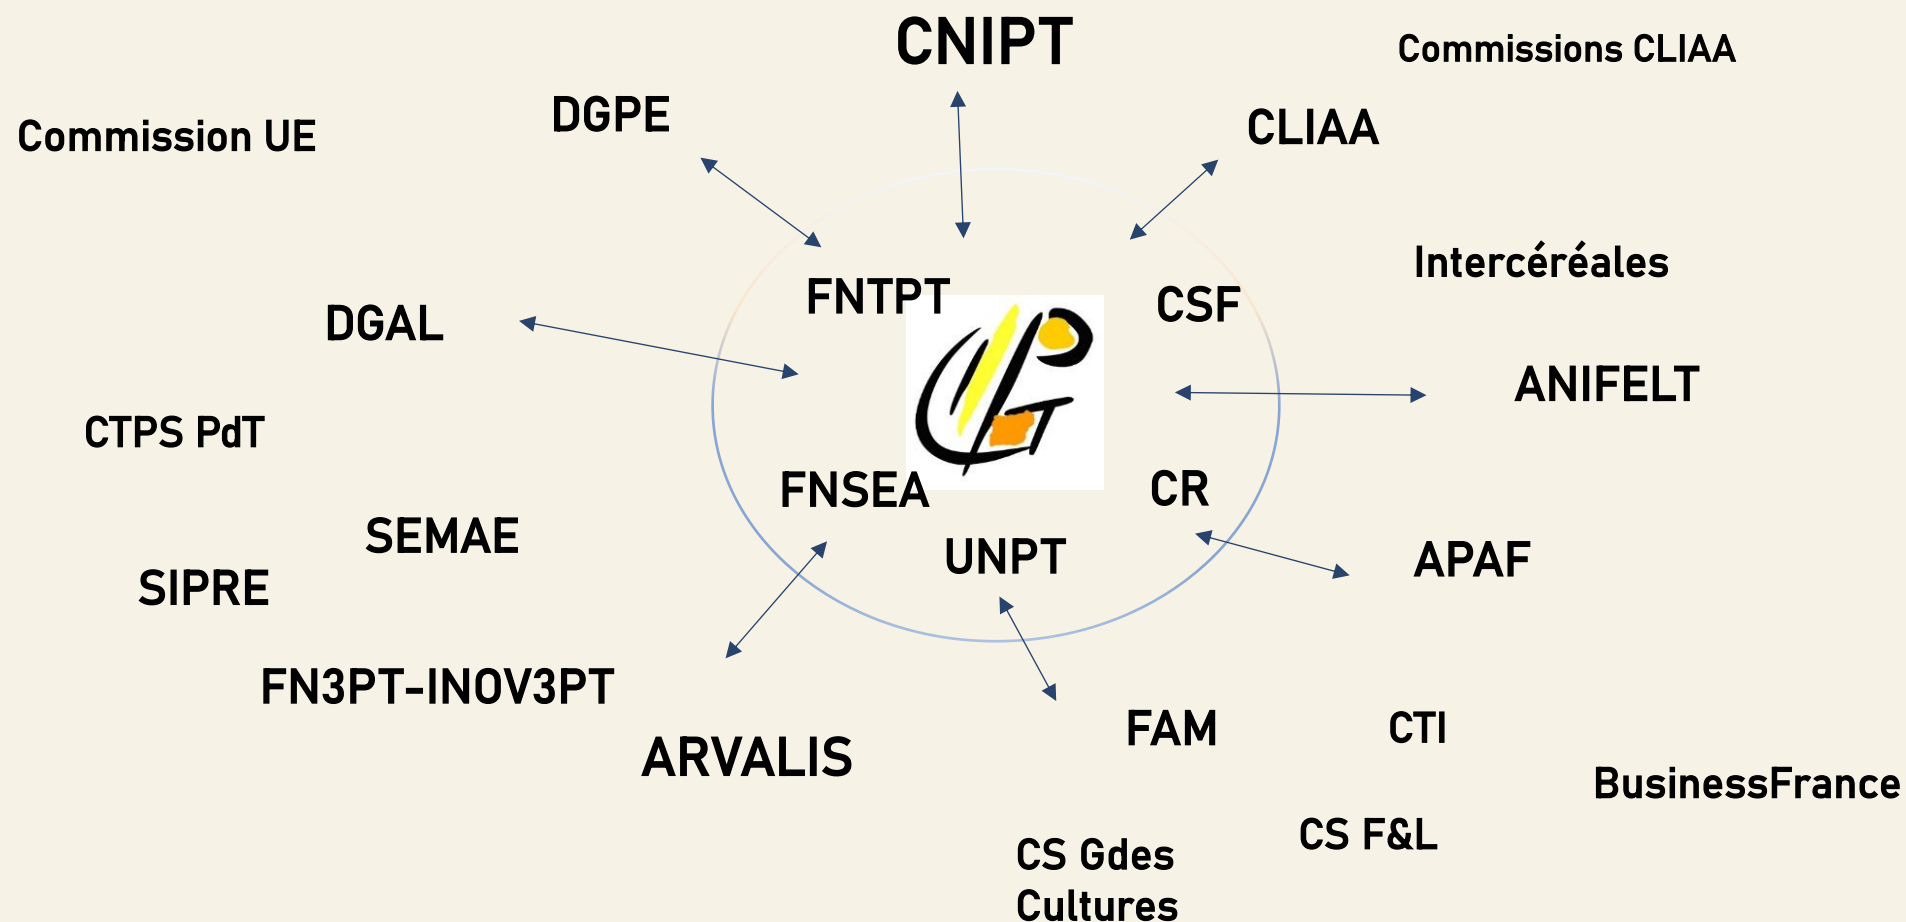 CNIPT
Commissions CLIAA
DGPE
CLIAA
Commission UE
Intercéréales
FNTPT
CSF
DGAL
ANIFELT
CTPS PdT
FNSEA
CR
SEMAE
UNPT
APAF
SIPRE
FN3PT-INOV3PT
FAM
CTI
ARVALIS
BusinessFrance
CS F&L
CS Gdes
Cultures